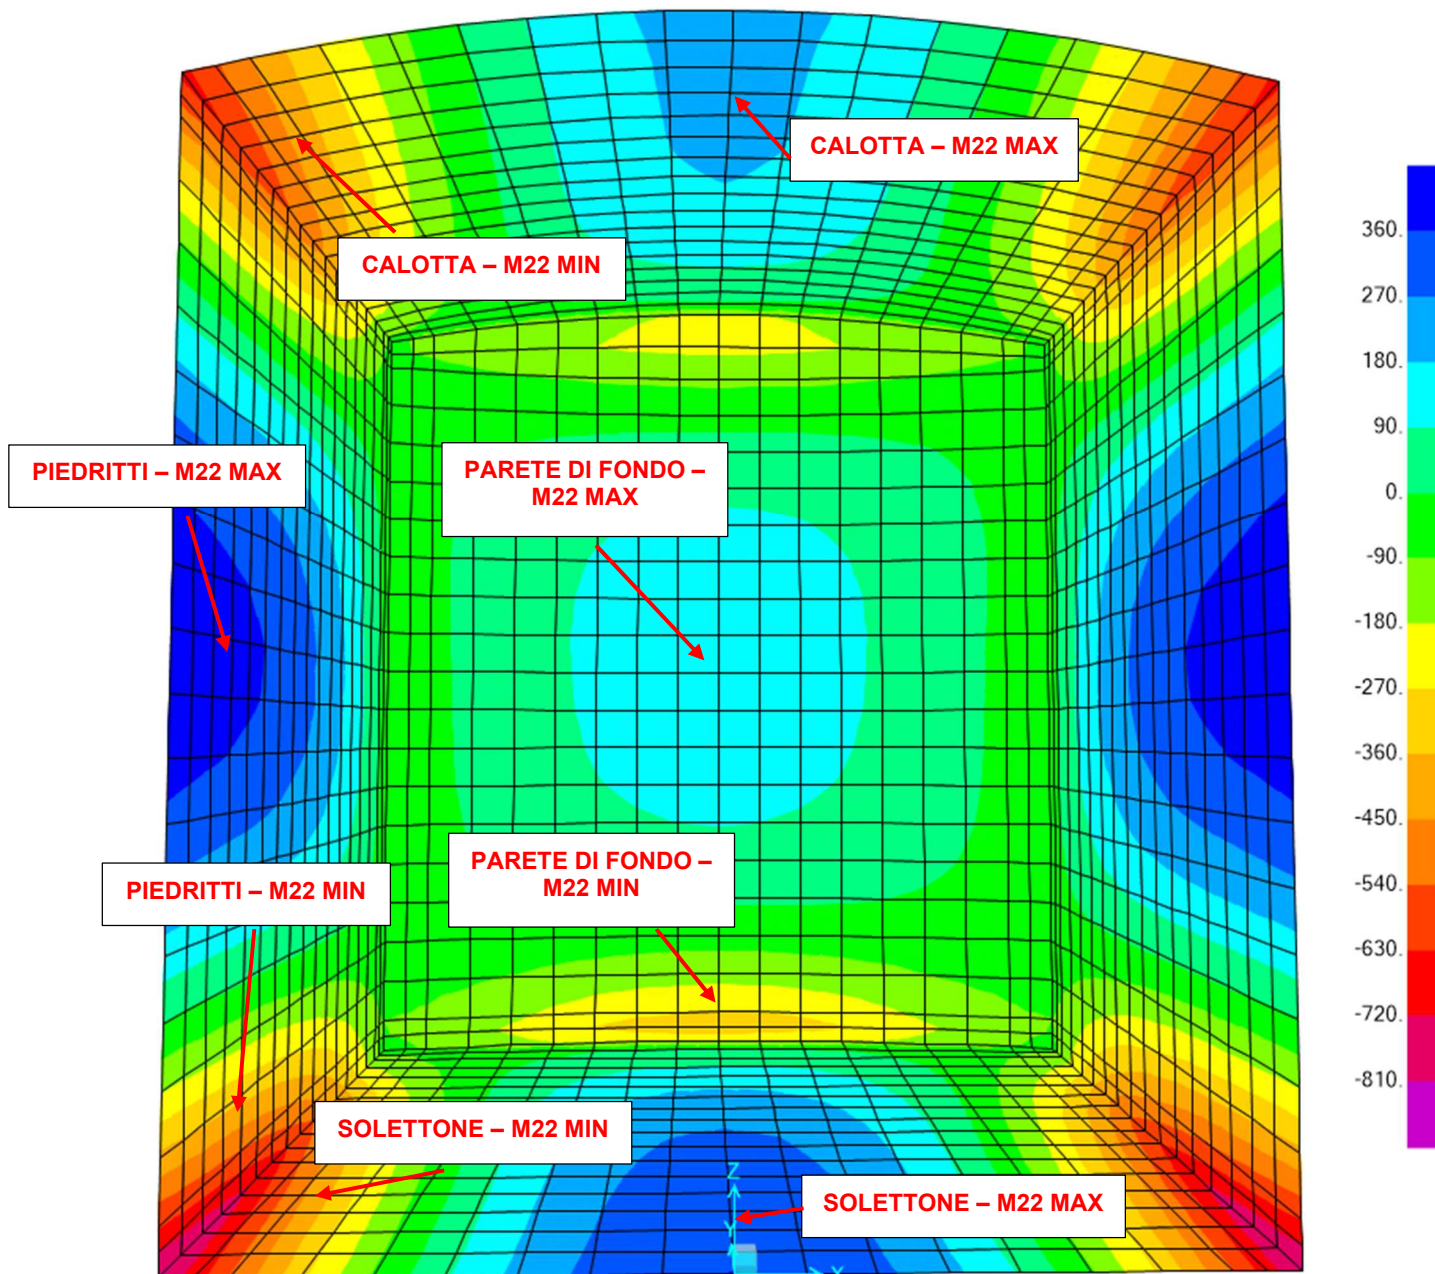 CALOTTA – M22 MAX
CALOTTA – M22 MIN
PIEDRITTI – M22 MAX
PARETE DI FONDO –
M22 MAX
PIEDRITTI – M22 MIN
PARETE DI FONDO –
M22 MIN
SOLETTONE – M22 MIN
SOLETTONE – M22 MAX
Z
Y
X
360.
270.
180.
90.
0.
-90.
-180.
-270.
-360.
-450.
-540.
-630.
-720.
-810.